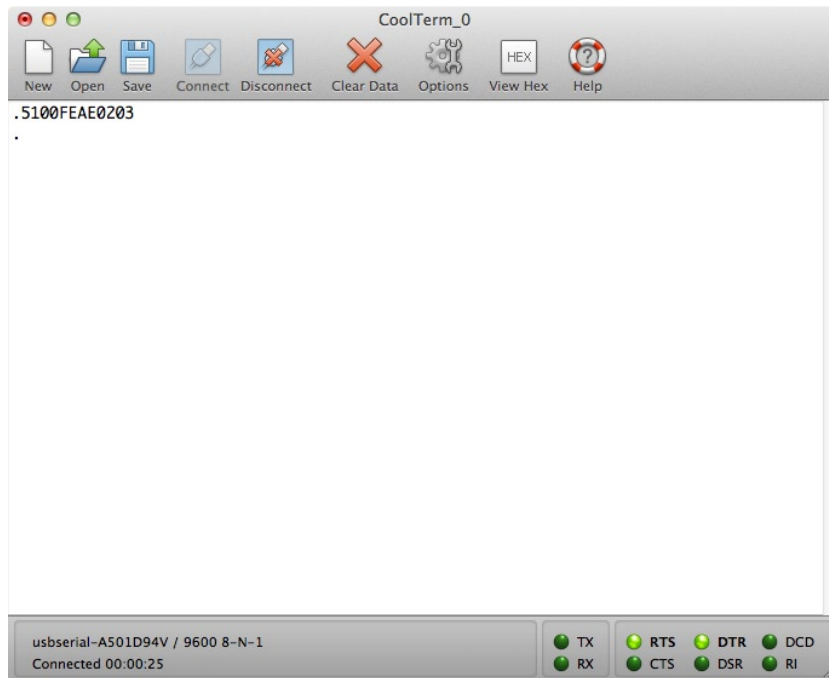 CoolTerm_0
New Open Save Connect Disconnect Clear Data Options HEX View Hex ? Help
.5100FEAE0203
.
usbserial-A501D94V / 9600 8-N-1
Connected 00:00:25
TX RTS DTR DCD
RX CTS DSR RI